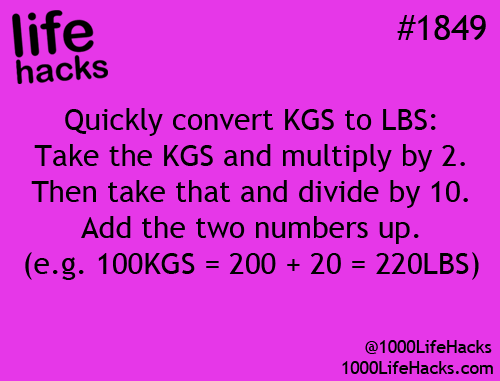 life
hacks
#1849
Quickly convert KGS to LBS:
Take the KGS and multiply by 2.
Then take that and divide by 10.
Add the two numbers up.
(e.g. 100KGS = 200 + 20 = 220LBS)
@1000LifeHacks
1000LifeHacks.com